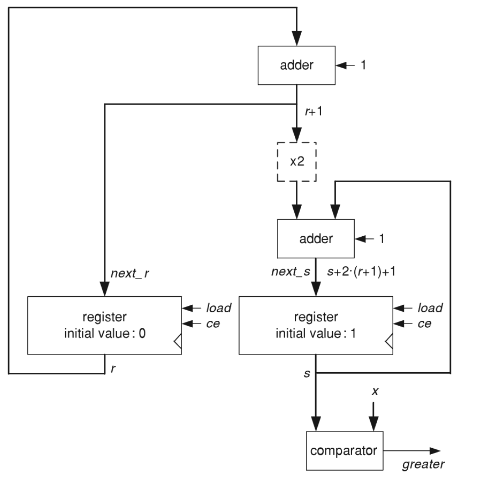 adder
1
r+1
x2
adder
1
next_r
next_s
s+2·(r+1)+1
register
initial value: 0
load
ce
register
initial value: 1
load
ce
r
s
x
comparator
greater